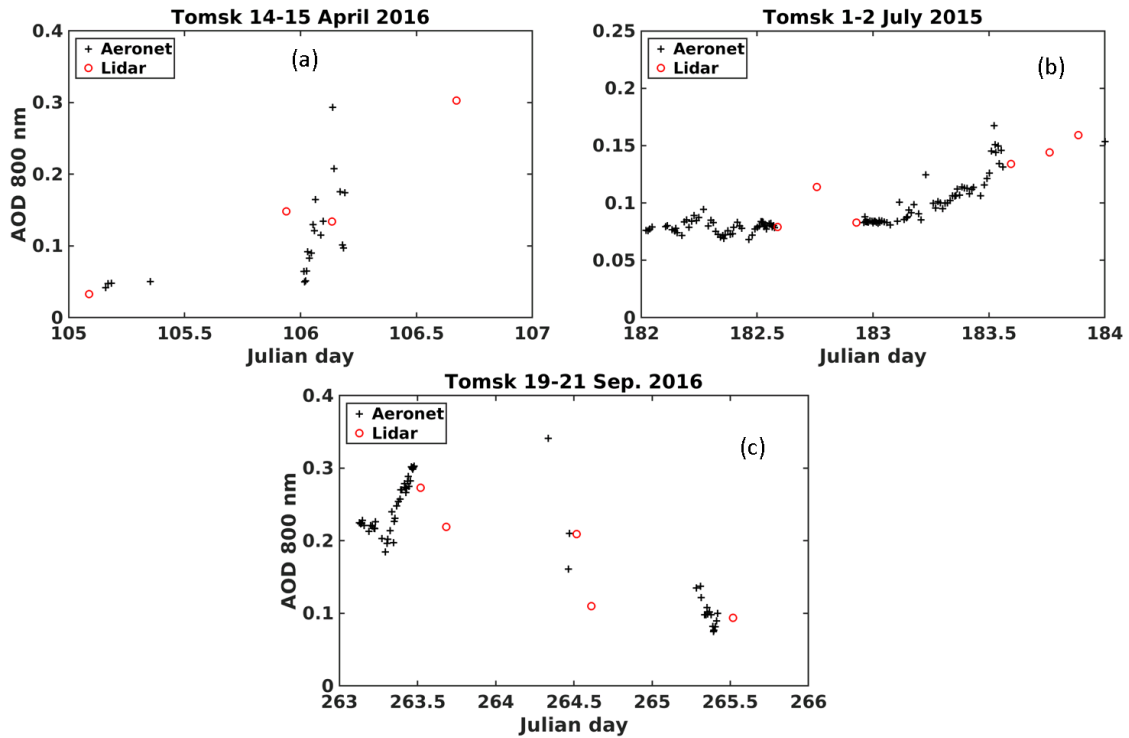 Tomsk 14-15 April 2016
0.4
0.3
0.2
0.1
0
AOD 800 nm
+ Aeronet
○ Lidar
(a)
105 105.5 106 106.5 107
Julian day
Tomsk 1-2 July 2015
0.25
0.2
0.15
0.1
0.05
0
+ Aeronet
○ Lidar
(b)
182 182.5 183 183.5 184
Julian day
Tomsk 19-21 Sep. 2016
0.4
0.3
0.2
0.1
0
AOD 800 nm
+ Aeronet
○ Lidar
(c)
263 263.5 264 264.5 265 265.5 266
Julian day